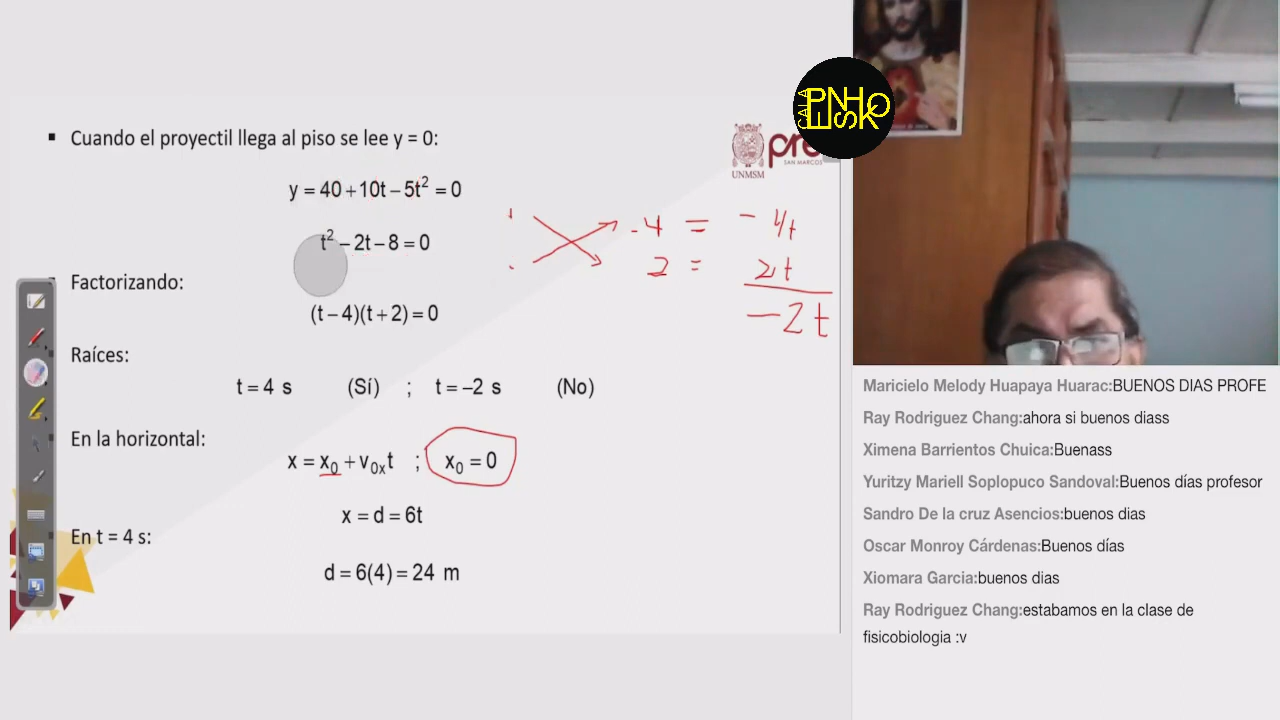 ▪ Cuando el proyectil llega al piso se lee y = 0:
y = 40 + 10t − 5t² = 0
t² − 2t − 8 = 0
Factorizando:
(t − 4)(t + 2) = 0
Raíces:
t = 4 s (Sí) ; t = −2 s (No)
En la horizontal:
x = x₀ + v₀ₓt ; x₀ = 0
x = d = 6t
En t = 4 s:
d = 6(4) = 24 m
-4 = -4t
2 = 2t
-2t
pre
SAN MARCOS
UNMSM
Maricielo Melody Huapaya Huarac:BUENOS DIAS PROFE
Ray Rodriguez Chang:ahora si buenos diass
Ximena Barrientos Chuica:Buenass
Yuritzy Mariell Soplopuco Sandoval:Buenos días profesor
Sandro De la cruz Asencios:buenos dias
Oscar Monroy Cárdenas:Buenos días
Xiomara Garcia:buenos dias
Ray Rodriguez Chang:estabamos en la clase de
fisicobiologia :v